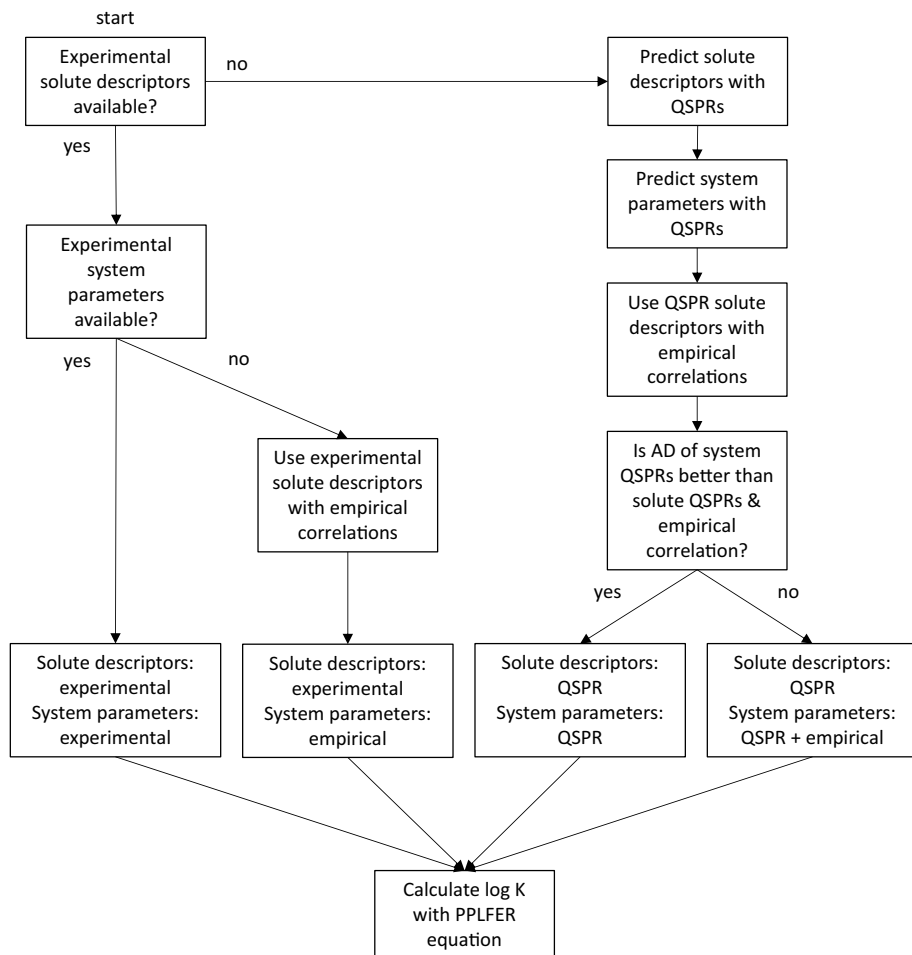 start
Experimental
solute descriptors
available?
no
Predict solute
descriptors with
QSPRs
yes
Predict system
parameters with
QSPRs
Experimental
system
parameters
available?
Use QSPR solute
descriptors with
empirical
correlations
yes
no
Use experimental
solute descriptors
with empirical
correlations
Is AD of system
QSPRs better than
solute QSPRs &
empirical
correlation?
yes
no
Solute descriptors:
experimental
System parameters:
experimental
Solute descriptors:
experimental
System parameters:
empirical
Solute descriptors:
QSPR
System parameters:
QSPR
Solute descriptors:
QSPR
System parameters:
QSPR + empirical
Calculate log K
with PPLFER
equation